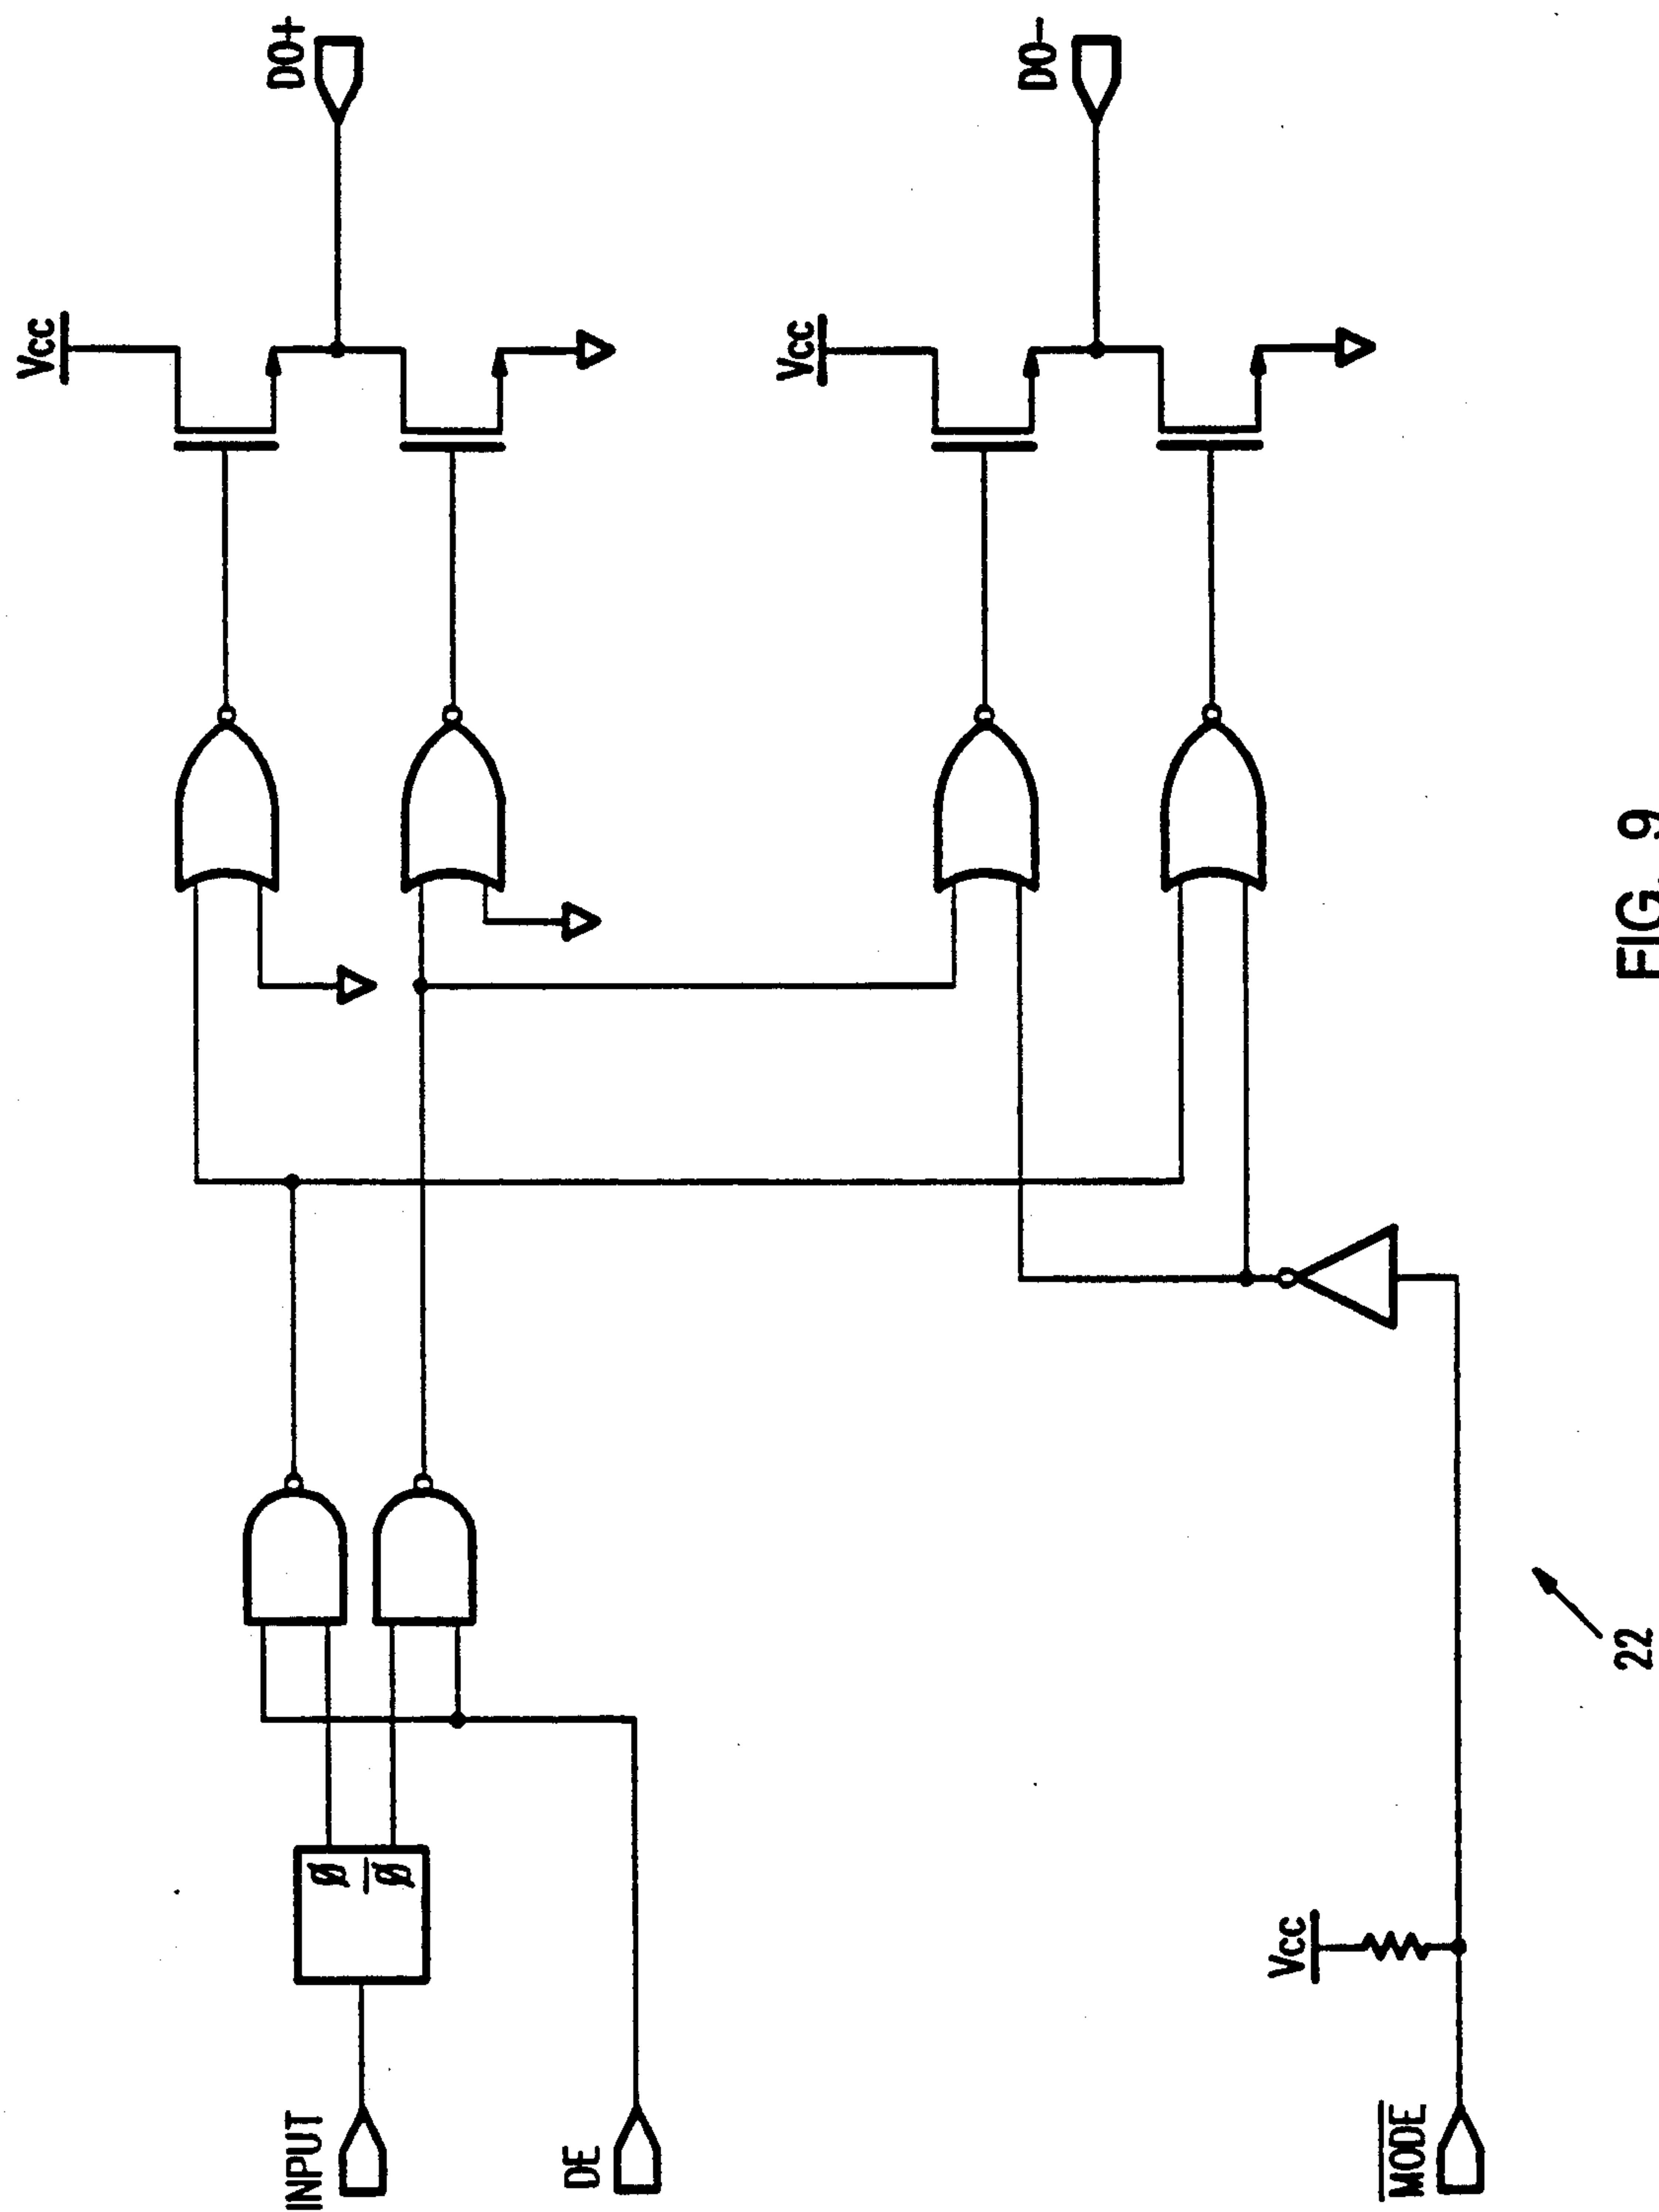 INPUT
DE
MODE
Vcc
Ø
Ø
Vcc
Vcc
DO+
DO−
22
FIG. 9